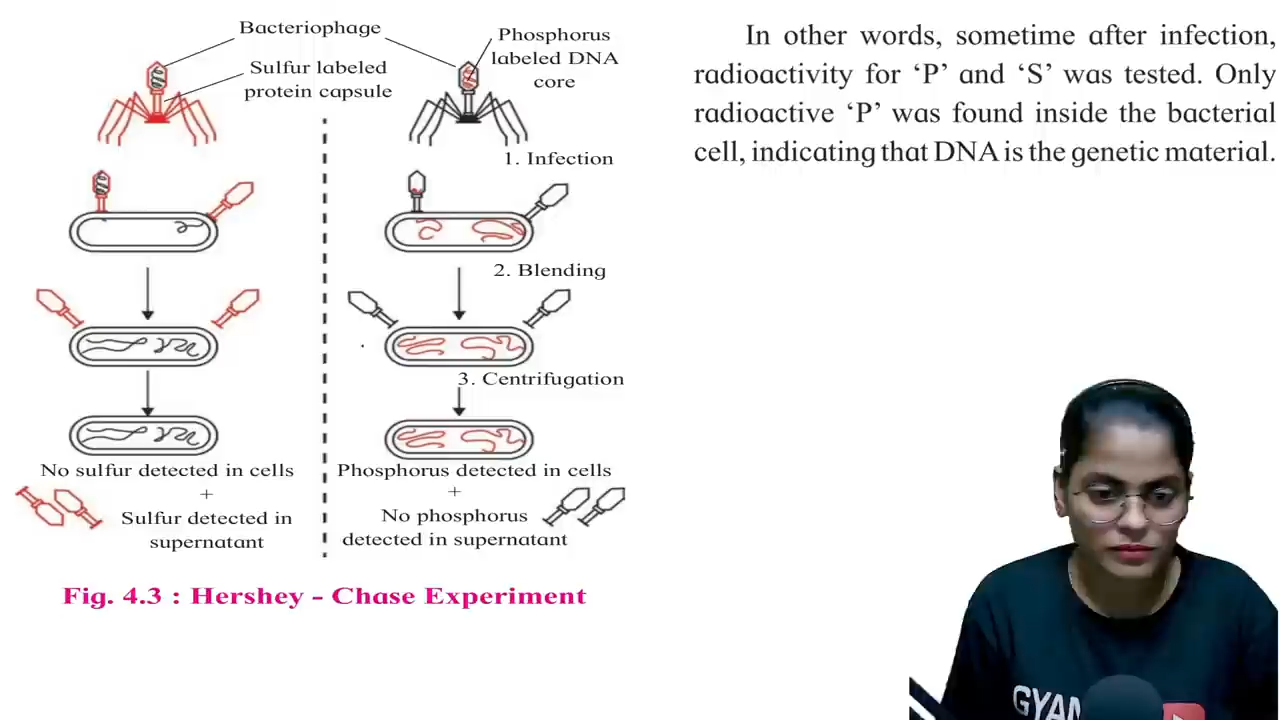 Bacteriophage
Phosphorus
labeled DNA
core
Sulfur labeled
protein capsule
1. Infection
2. Blending
3. Centrifugation
No sulfur detected in cells
+
Sulfur detected in
supernatant
Phosphorus detected in cells
+
No phosphorus
detected in supernatant
Fig. 4.3 : Hershey - Chase Experiment
In other words, sometime after infection,
radioactivity for ‘P’ and ‘S’ was tested. Only
radioactive ‘P’ was found inside the bacterial
cell, indicating that DNA is the genetic material.